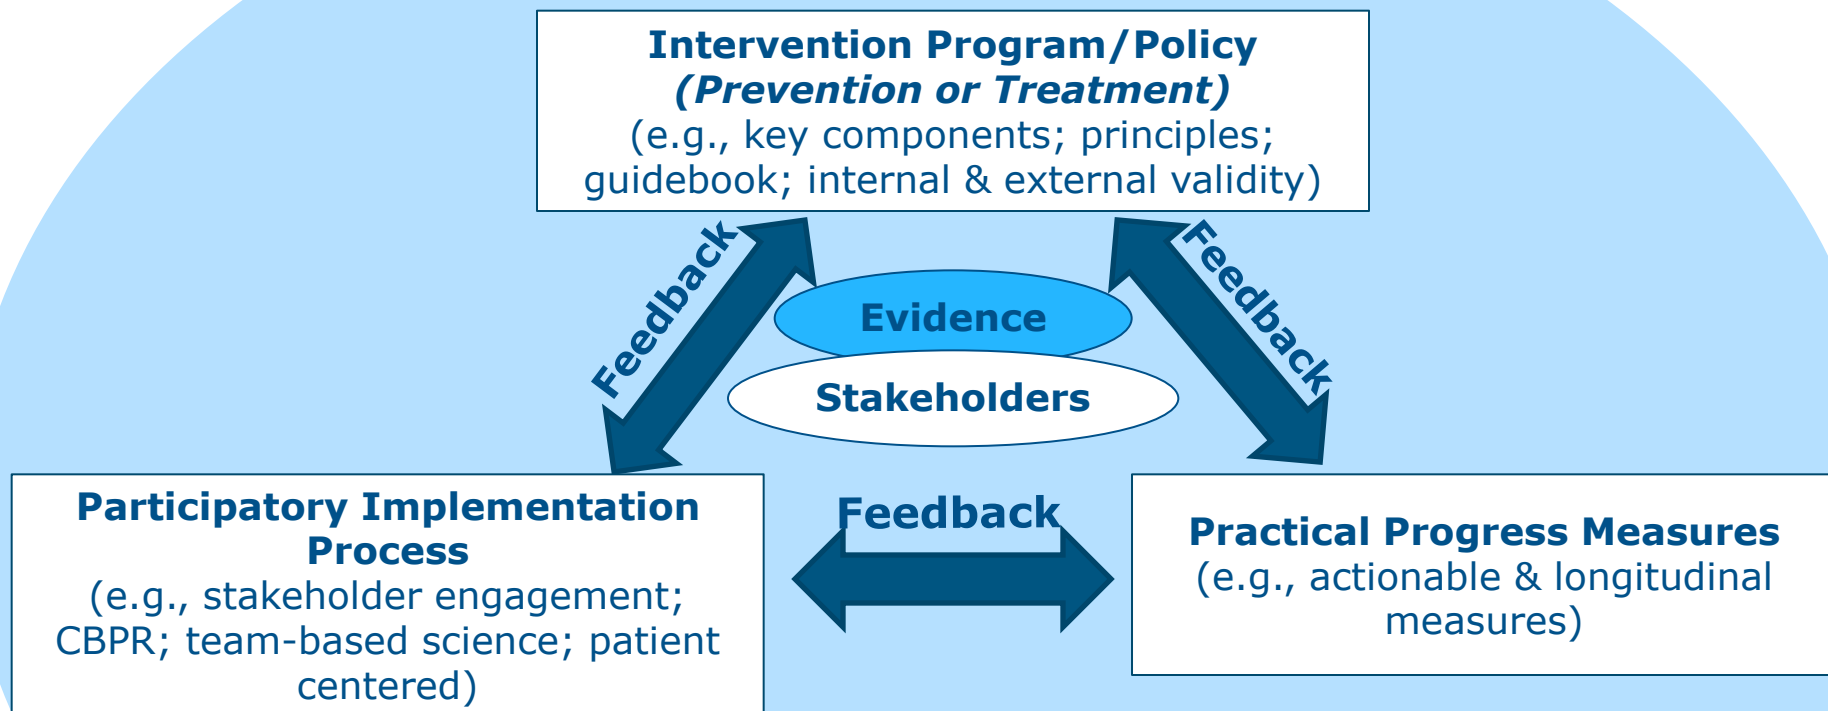 Intervention Program/Policy
(Prevention or Treatment)
(e.g., key components; principles;
guidebook; internal & external validity)
Feedback
Feedback
Evidence
Stakeholders
Participatory Implementation
Process
(e.g., stakeholder engagement;
CBPR; team-based science; patient
centered)
Feedback
Practical Progress Measures
(e.g., actionable & longitudinal
measures)